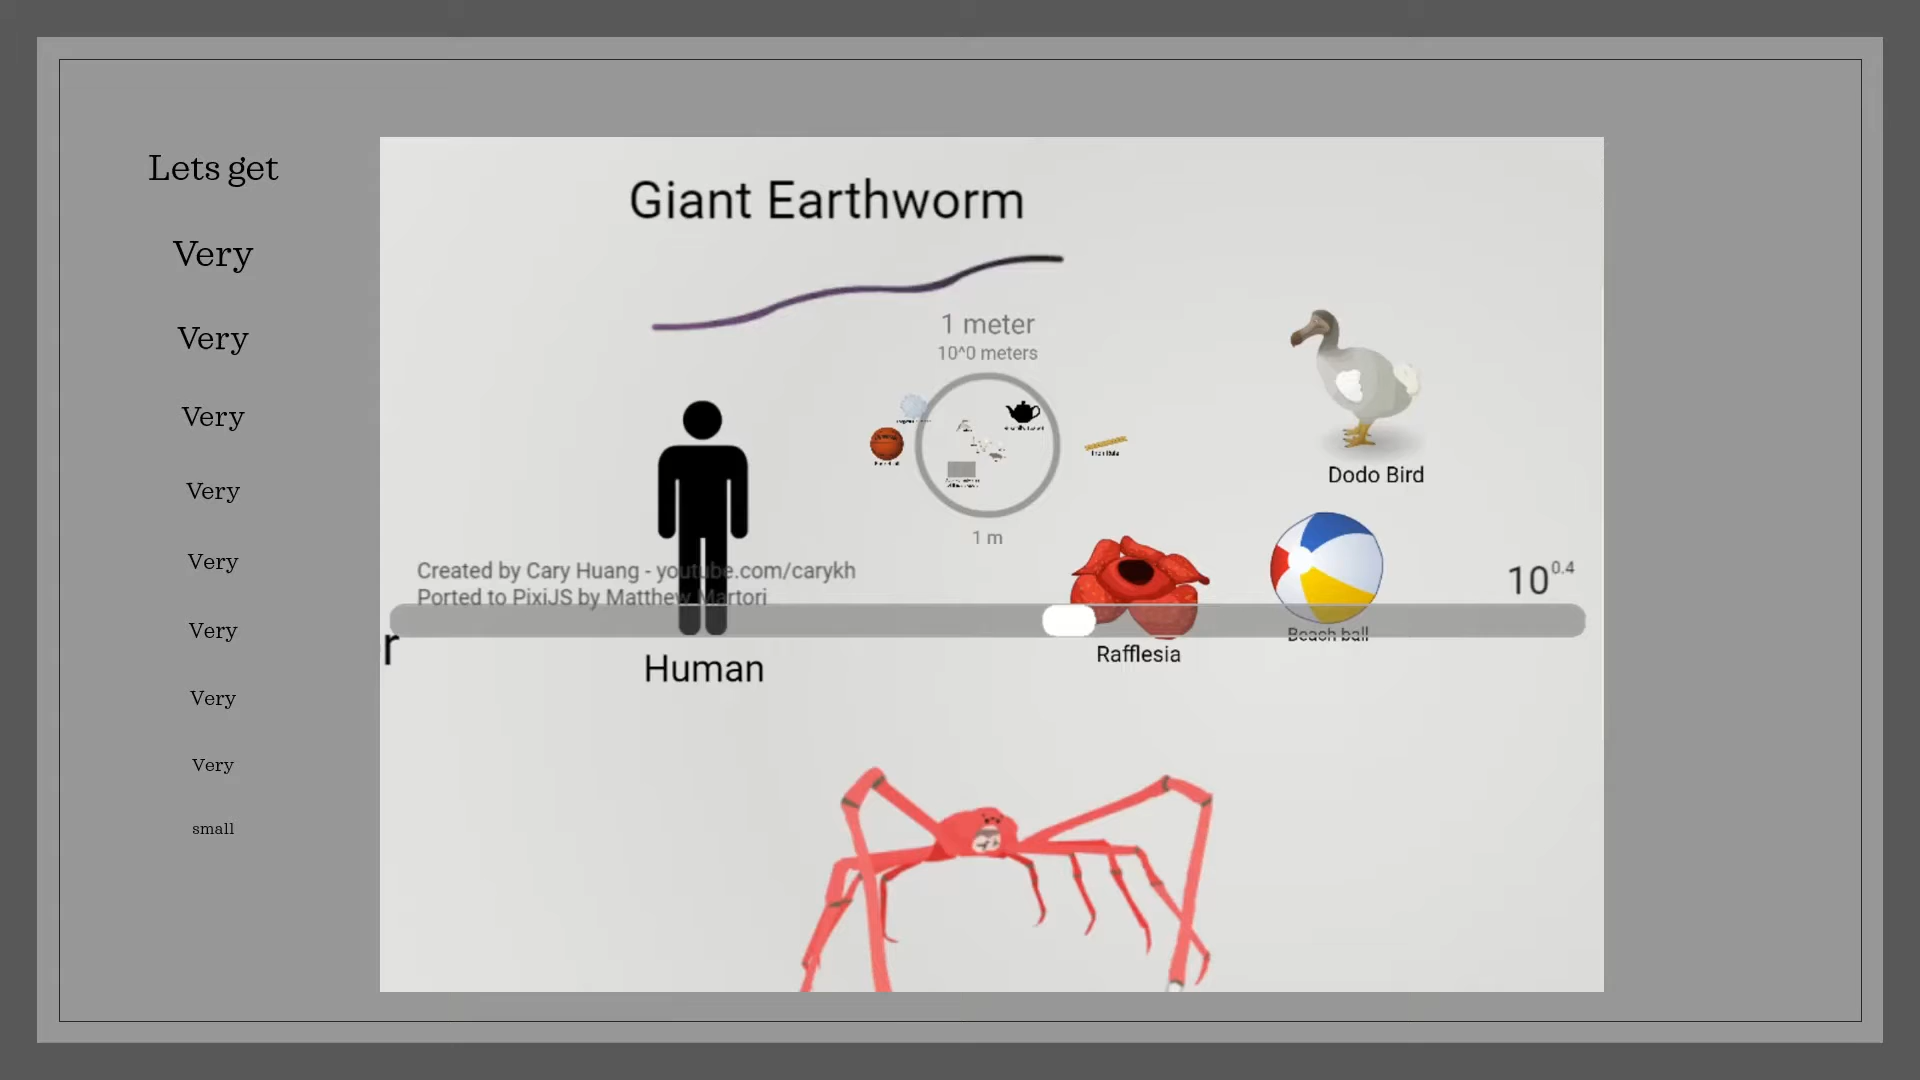 Lets get
Very
Very
Very
Very
Very
Very
Very
Very
small
Giant Earthworm
1 meter
10^0 meters
1 m
Dodo Bird
Created by Cary Huang - youtube.com/carykh
Ported to PixiJS by Matthew Martori
10^0.4
r
Human
Rafflesia
Beach ball